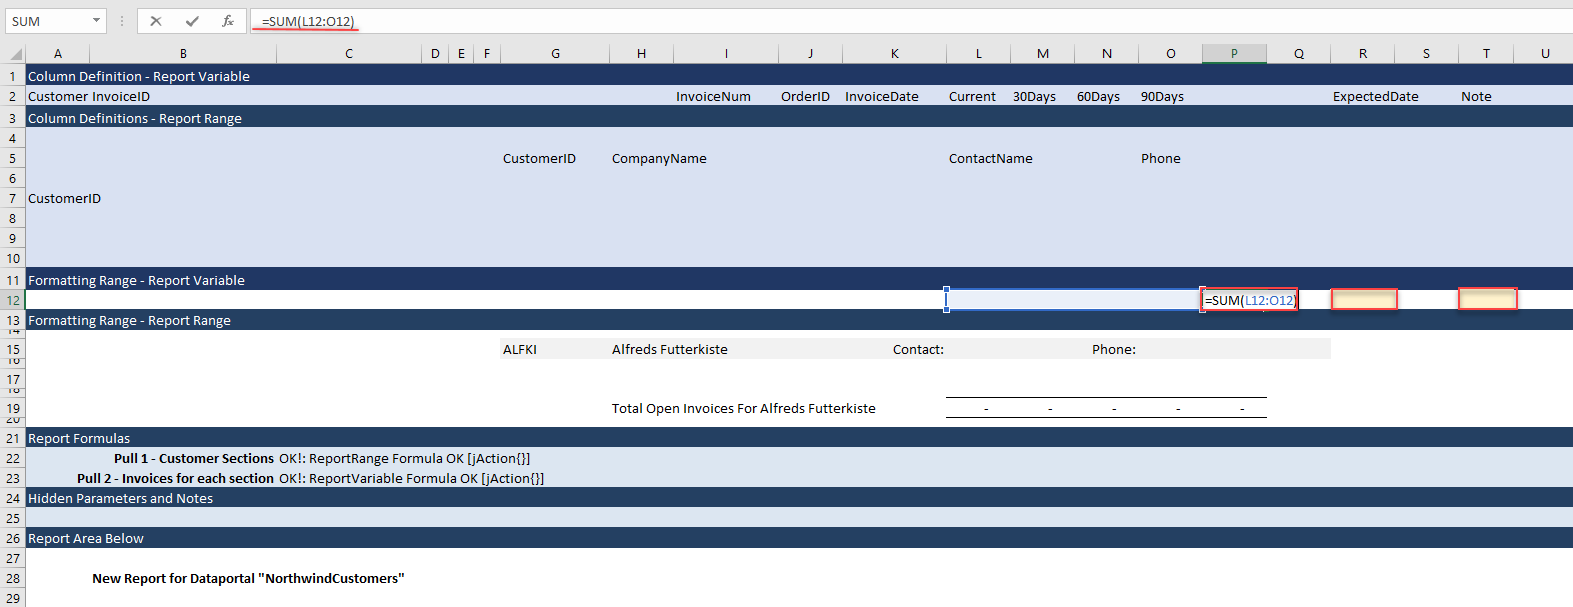 SUM =SUM(L12:O12)
A B C D E F G H I J K L M N O P Q R S T U
1 Column Definition - Report Variable
2 Customer InvoiceID InvoiceNum OrderID InvoiceDate Current 30Days 60Days 90Days ExpectedDate Note
3 Column Definitions - Report Range
4
5 CustomerID CompanyName ContactName Phone
6
7 CustomerID
8
9
10
11 Formatting Range - Report Variable
12 =SUM(L12:O12)
13 Formatting Range - Report Range
14
15 ALFKI Alfreds Futterkiste Contact: Phone:
16
17
18
19 Total Open Invoices For Alfreds Futterkiste - - - - -
20
21 Report Formulas
22 Pull 1 - Customer Sections OK!: ReportRange Formula OK [jAction{}]
23 Pull 2 - Invoices for each section OK!: ReportVariable Formula OK [jAction{}]
24 Hidden Parameters and Notes
25
26 Report Area Below
27
28 New Report for Dataportal "NorthwindCustomers"
29